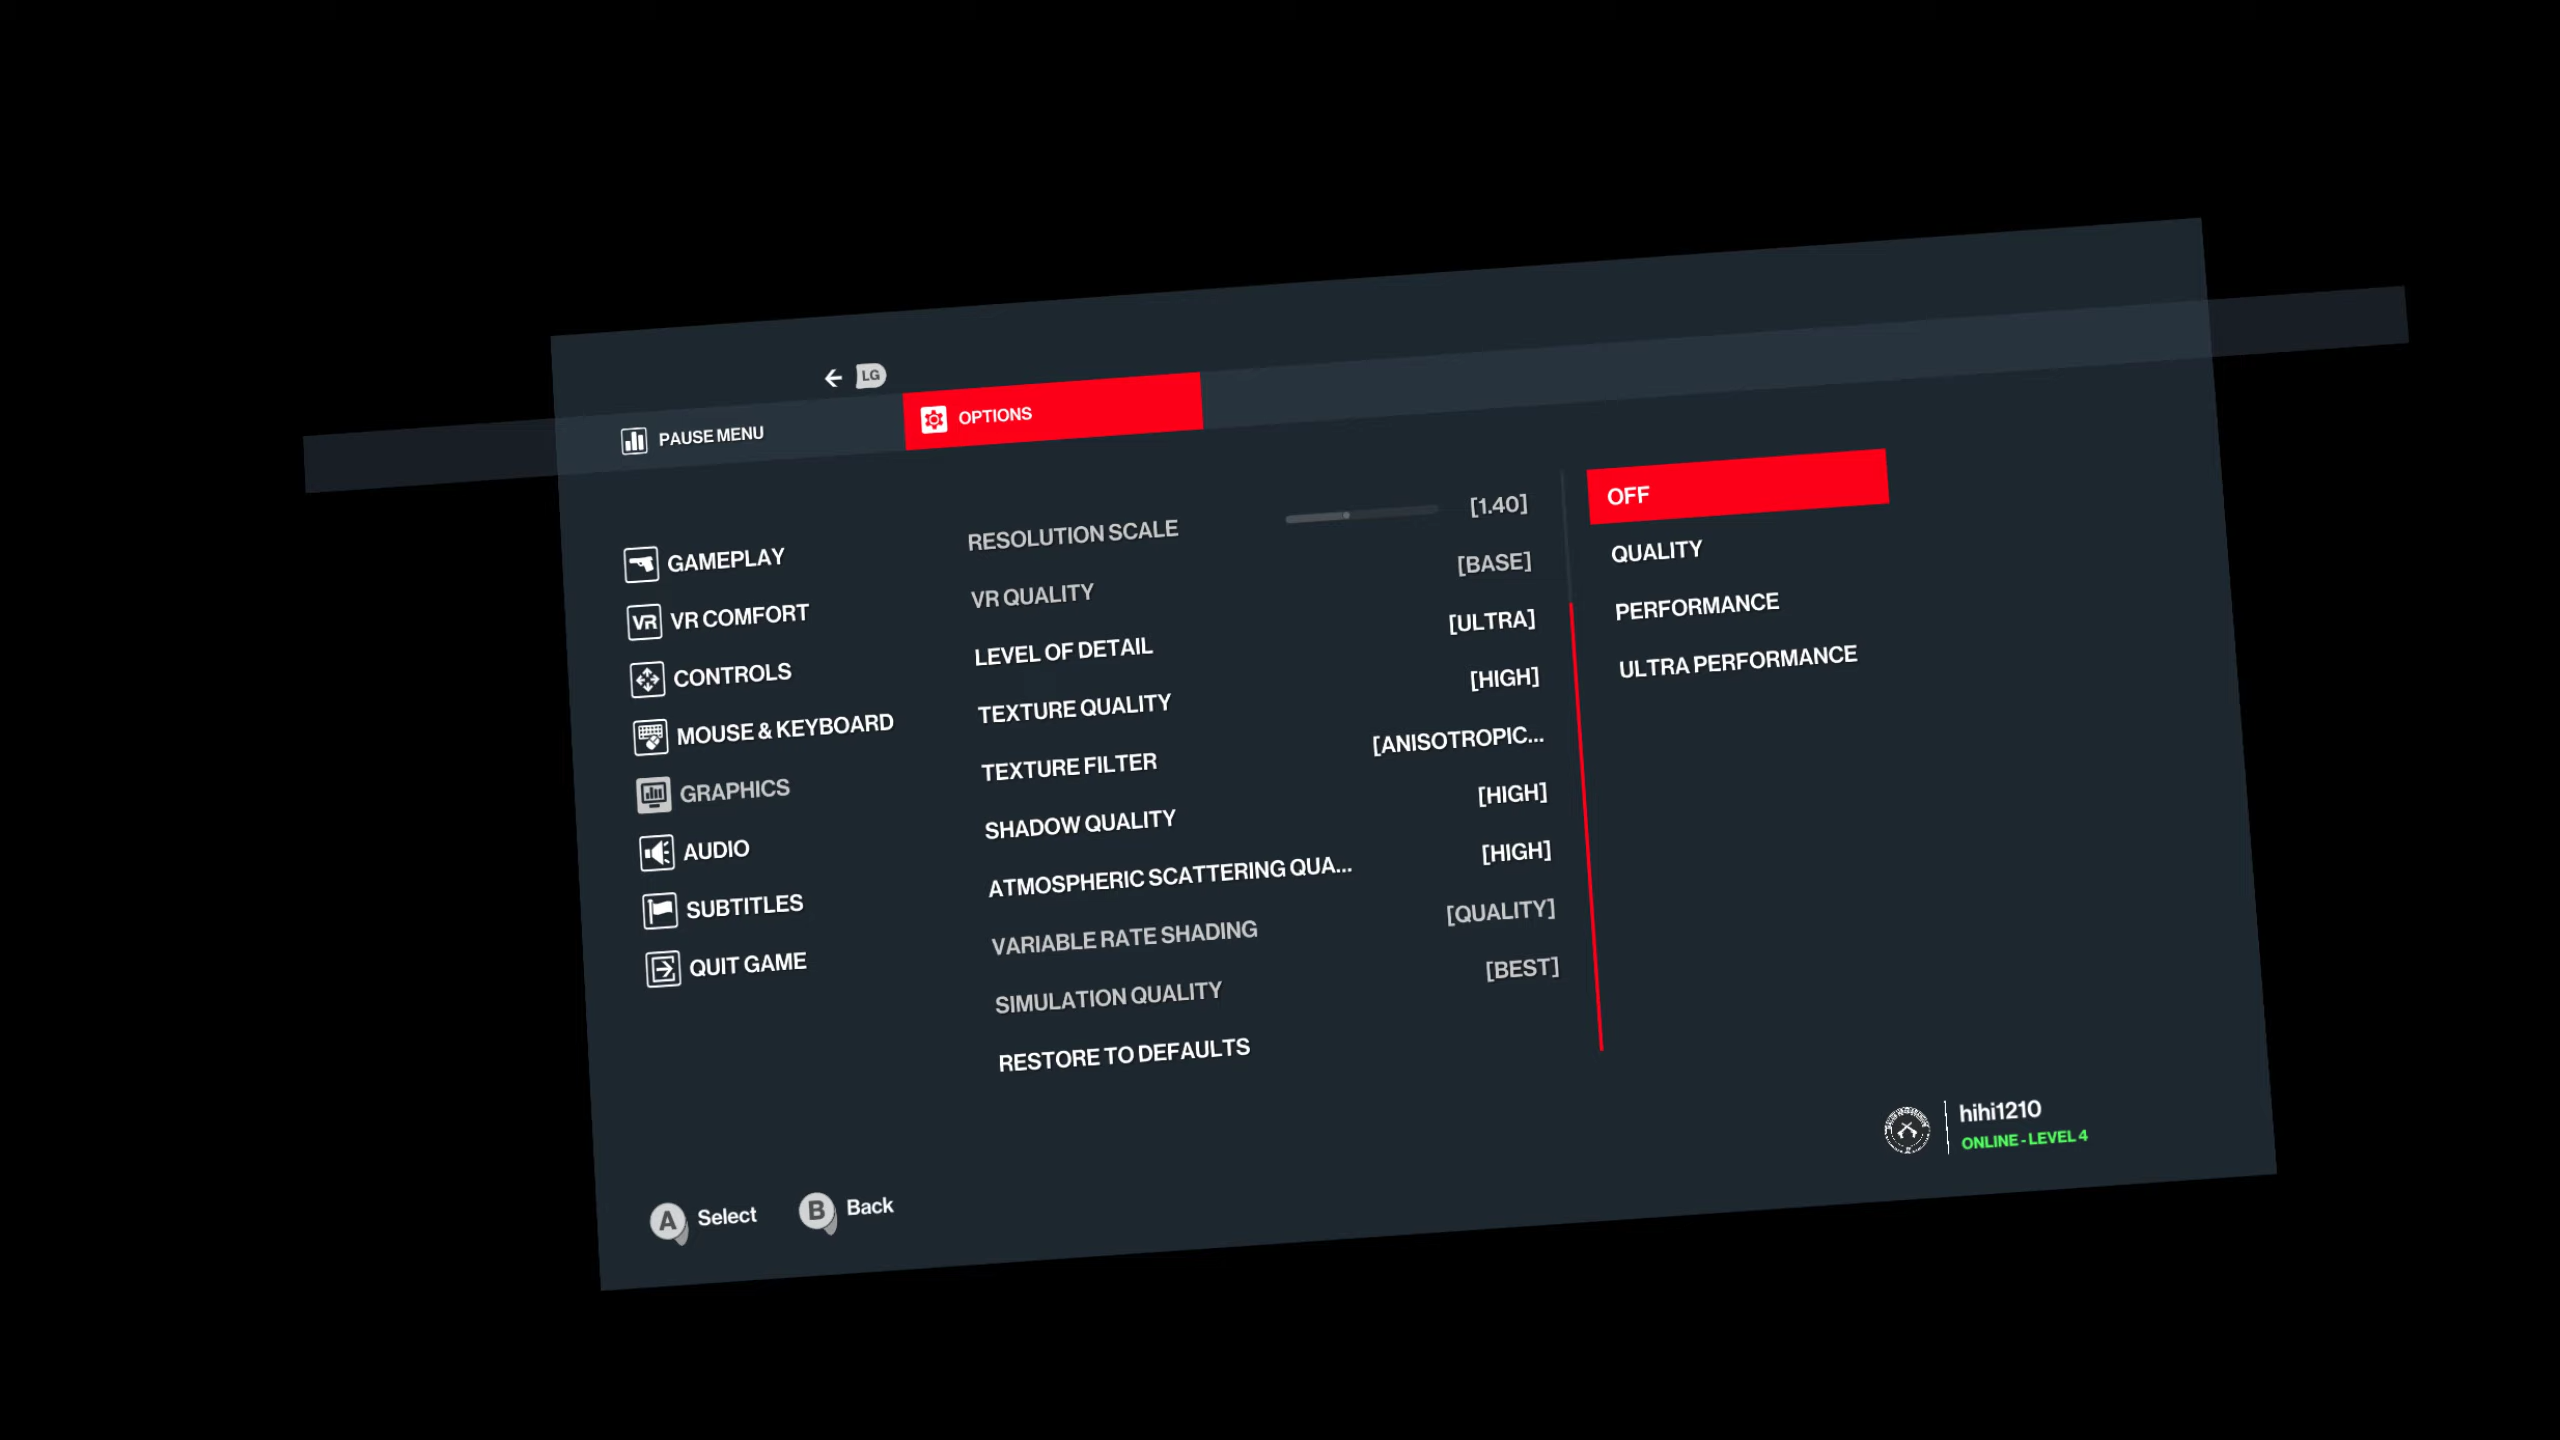 LG
PAUSE MENU
OPTIONS
GAMEPLAY
VR VR COMFORT
CONTROLS
MOUSE & KEYBOARD
GRAPHICS
AUDIO
SUBTITLES
QUIT GAME
RESOLUTION SCALE [1.40]
VR QUALITY [BASE]
LEVEL OF DETAIL [ULTRA]
TEXTURE QUALITY [HIGH]
TEXTURE FILTER [ANISOTROPIC...
SHADOW QUALITY [HIGH]
ATMOSPHERIC SCATTERING QUA... [HIGH]
VARIABLE RATE SHADING [QUALITY]
SIMULATION QUALITY [BEST]
RESTORE TO DEFAULTS
OFF
QUALITY
PERFORMANCE
ULTRA PERFORMANCE
hihi1210
ONLINE - LEVEL 4
A Select B Back